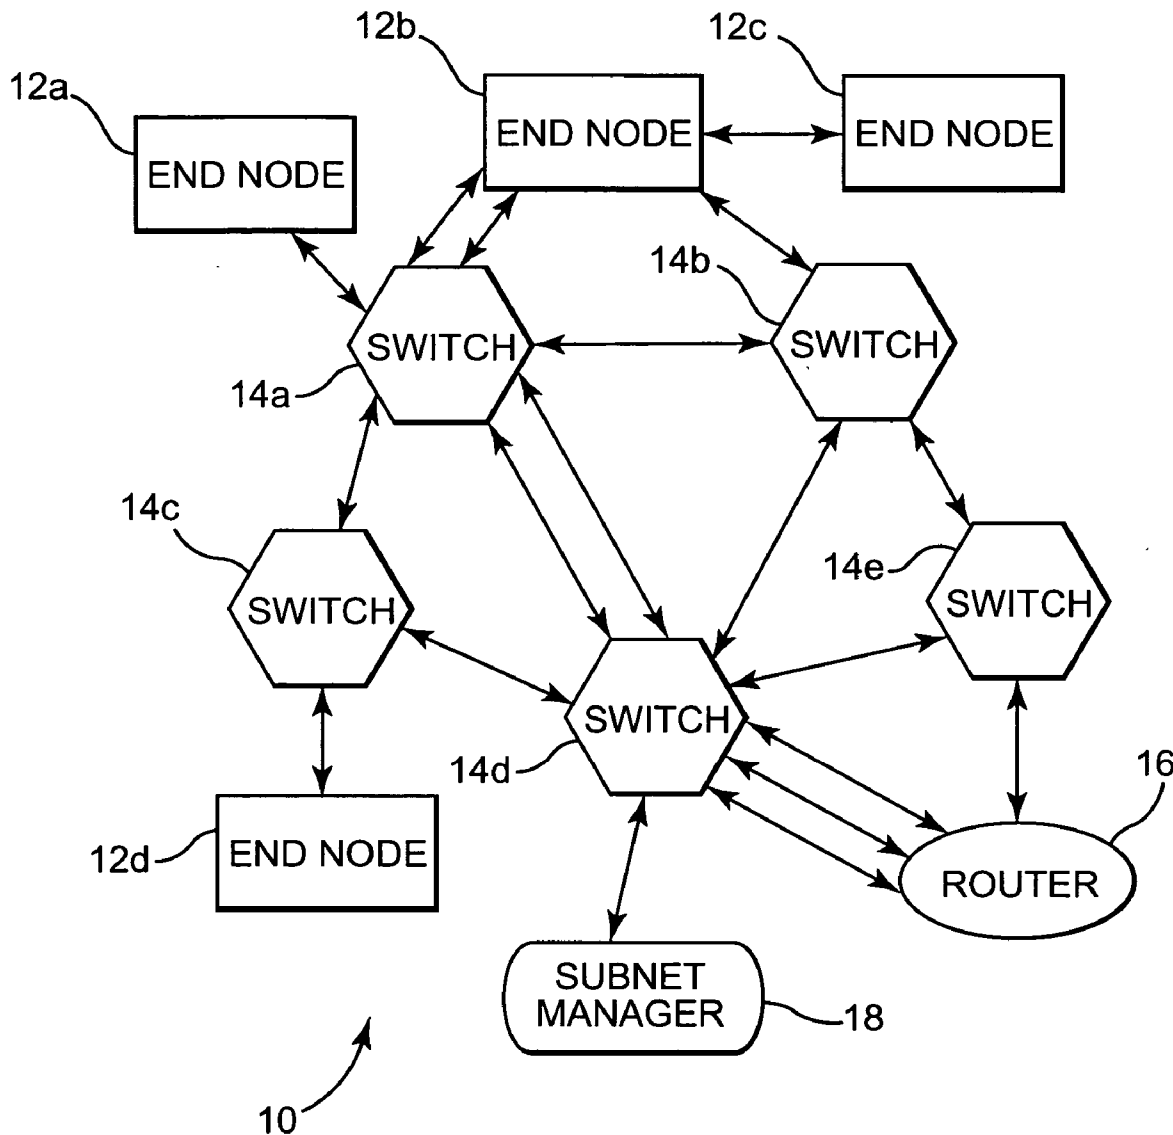 12b
12c
12a
END NODE
END NODE
END NODE
14b
SWITCH
SWITCH
14a
14c
14e
SWITCH
SWITCH
SWITCH
14d
16
12d
END NODE
ROUTER
SUBNET
MANAGER
18
10